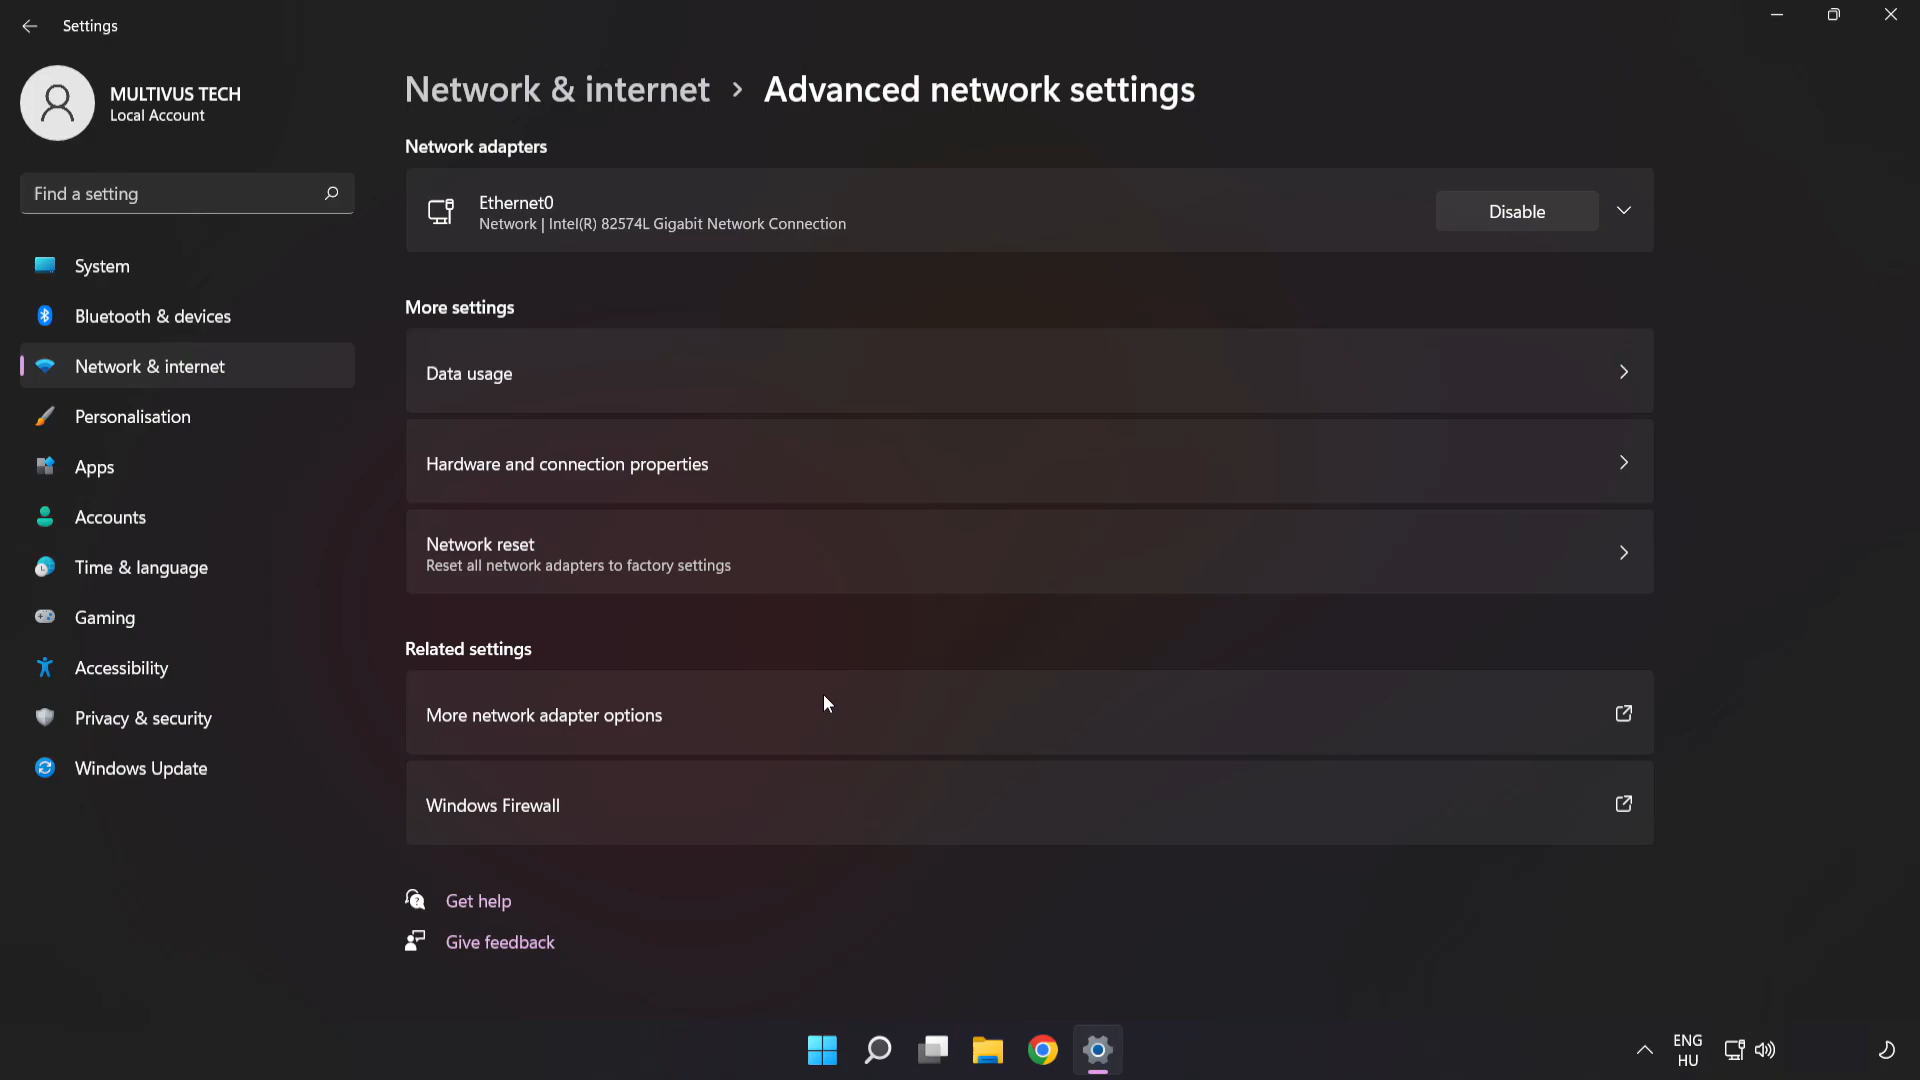 Settings
MULTIVUS TECH
Local Account
Find a setting
System
Bluetooth & devices
Network & internet
Personalisation
Apps
Accounts
Time & language
Gaming
Accessibility
Privacy & security
Windows Update
Network & internet › Advanced network settings
Network adapters
Ethernet0
Network | Intel(R) 82574L Gigabit Network Connection
Disable
More settings
Data usage
Hardware and connection properties
Network reset
Reset all network adapters to factory settings
Related settings
More network adapter options
Windows Firewall
Get help
Give feedback
ENG
HU